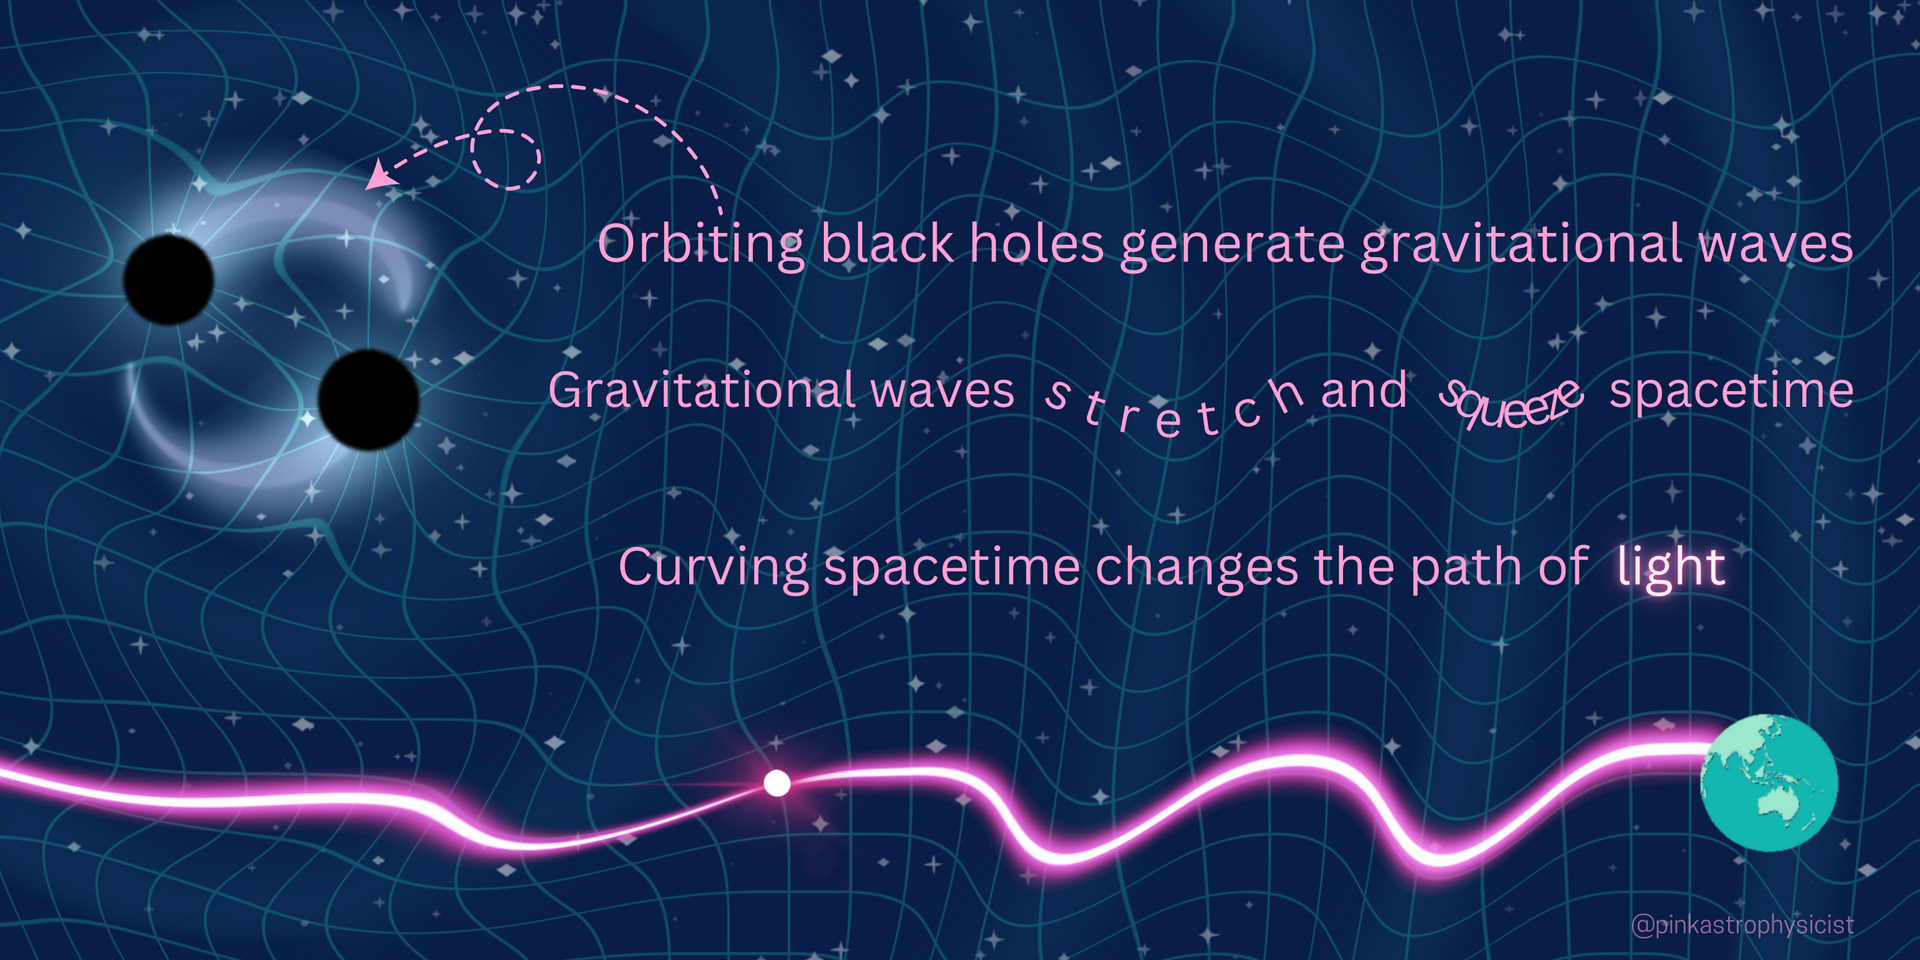 Orbiting black holes generate gravitational waves
Gravitational waves stretch and squeeze spacetime
Curving spacetime changes the path of light
@pinkastrophysicist